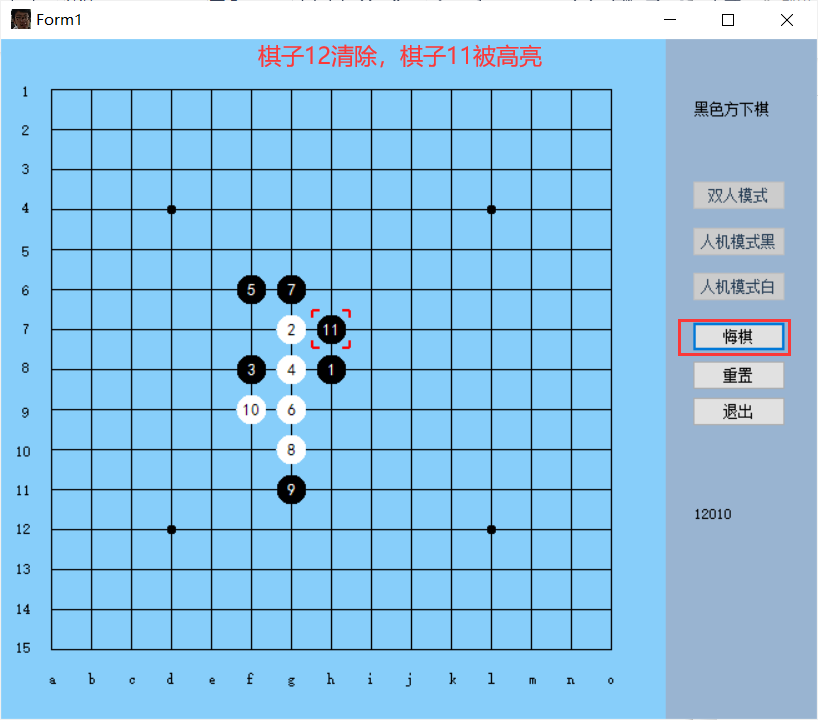 Form1
棋子12清除，棋子11被高亮
黑色方下棋
双人模式
人机模式黑
人机模式白
悔棋
重置
退出
12010
1
2
3
4
5
6
7
8
9
10
11
12
13
14
15
5 7
2 11
3 4 1
10 6
8
9
a b c d e f g h i j k l m n o